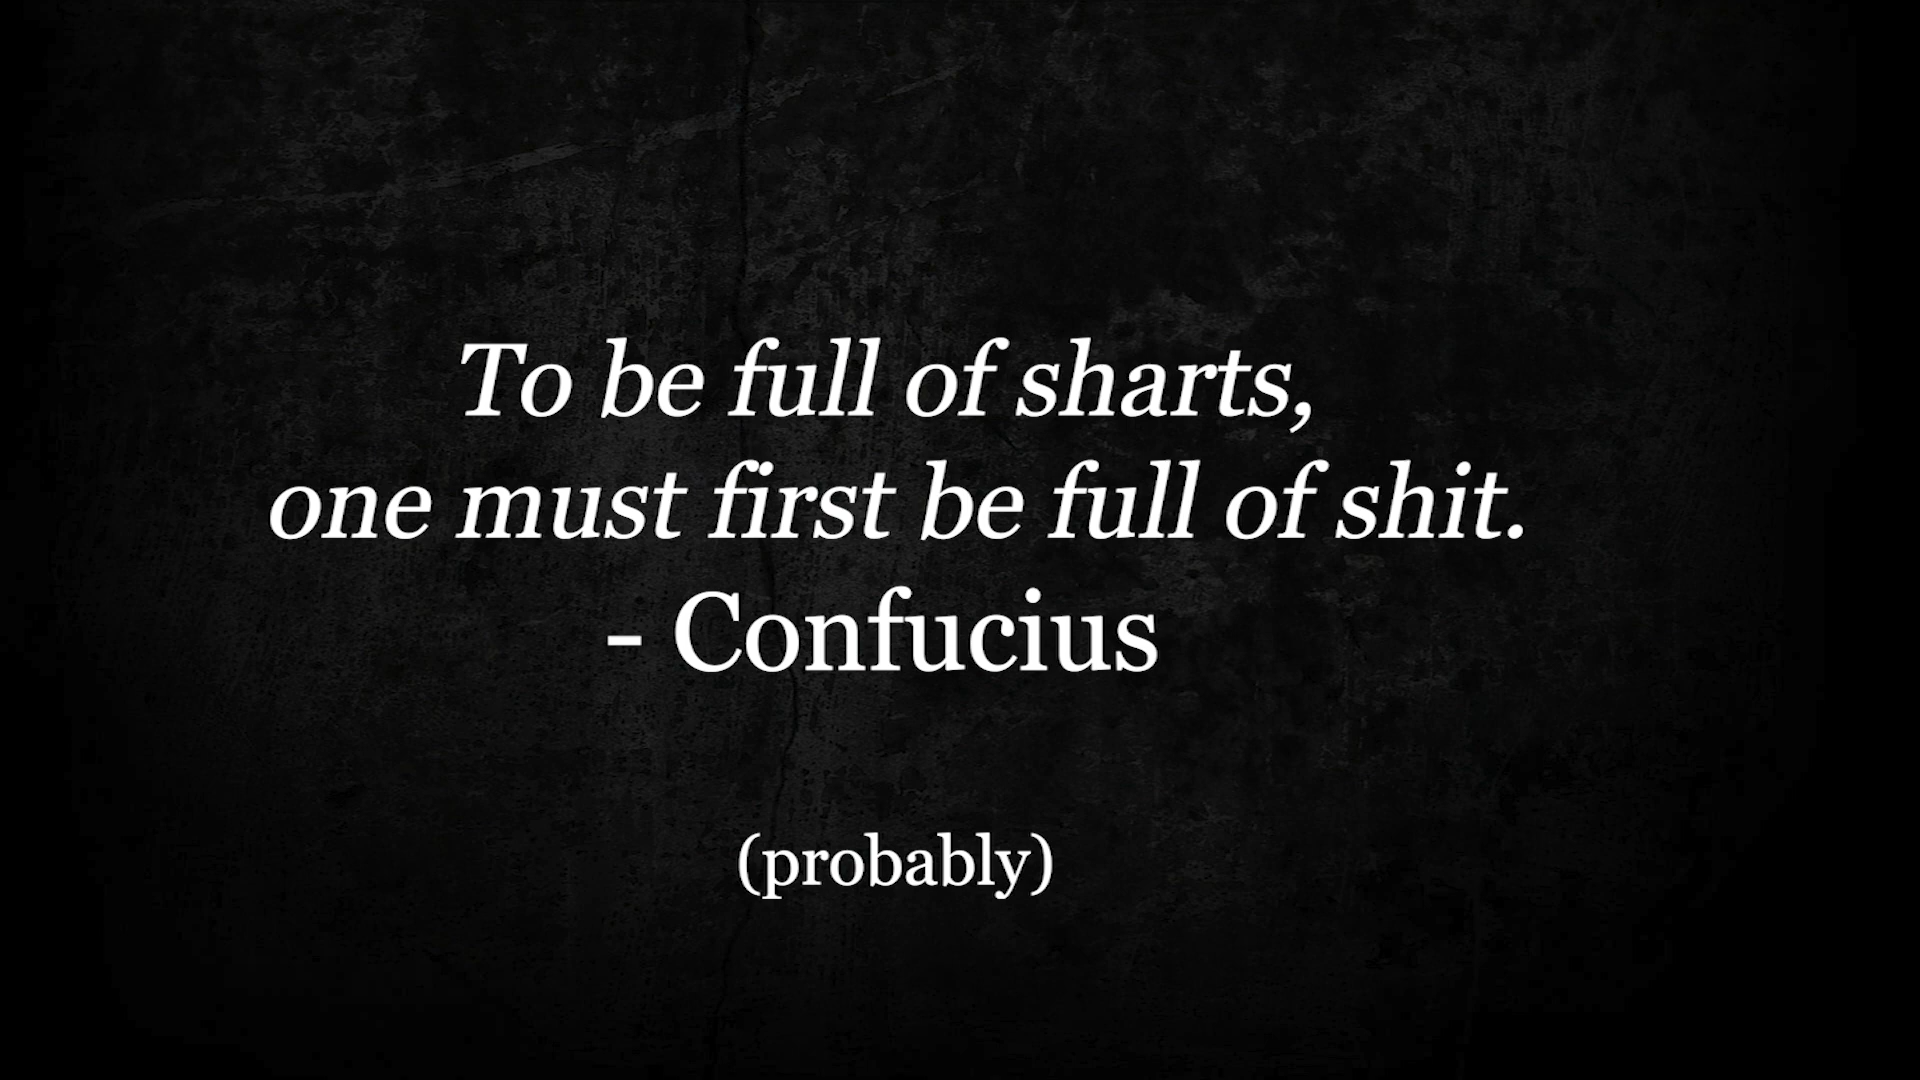 To be full of sharts,
one must first be full of shit.
- Confucius
(probably)